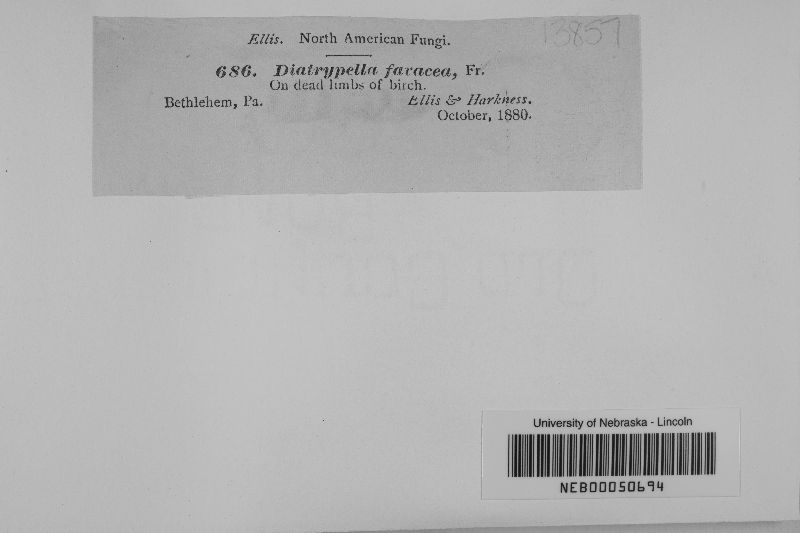 13857
Ellis. North American Fungi.
686. Diatrypella favacea, Fr.
On dead limbs of birch.
Bethlehem, Pa. Ellis & Harkness.
October, 1880.
University of Nebraska - Lincoln
NEB00050694